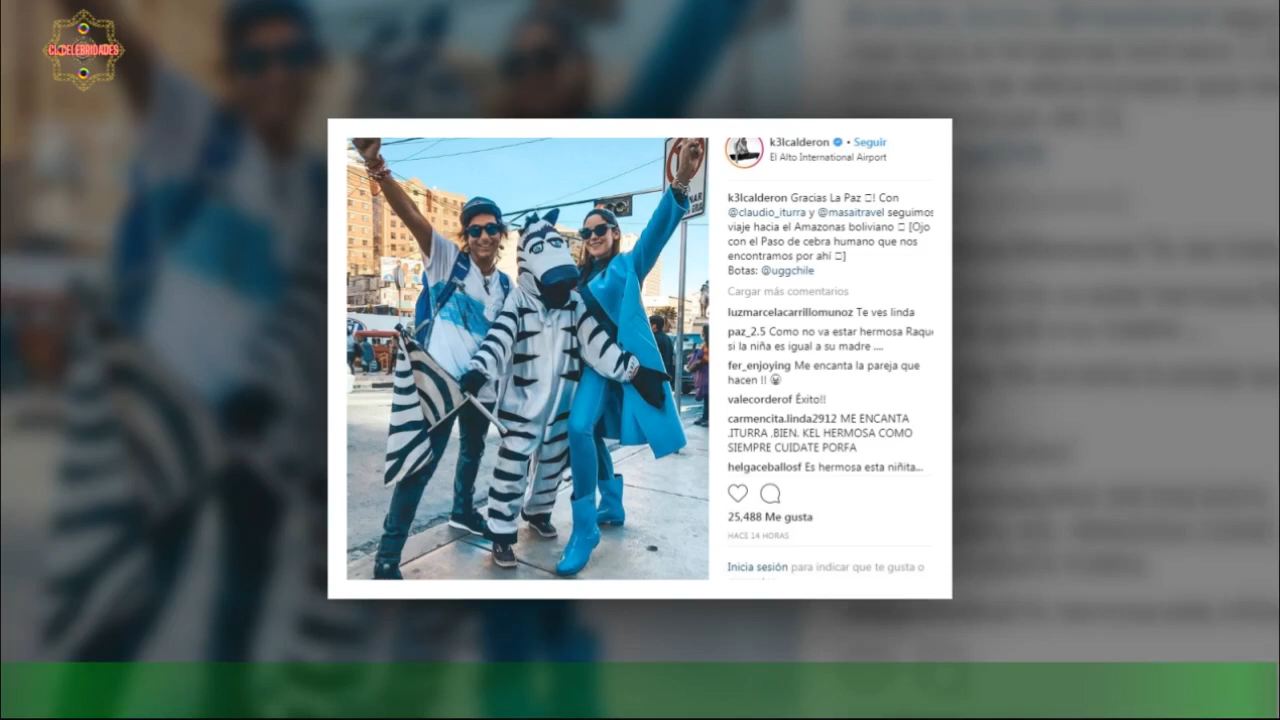 CL CELEBRIDADES
k3lcalderon • Seguir
El Alto International Airport
k3lcalderon Gracias La Paz ! Con
@claudio_iturra y @masaitravel seguimos
viaje hacia el Amazonas boliviano [Ojo
con el Paso de cebra humano que nos
encontramos por ahí ]
Botas: @uggchile
Cargar más comentarios
luzmarcelacarrillomunoz Te ves linda
paz_2.5 Como no va estar hermosa Raque
si la niña es igual a su madre ....
fer_enjoying Me encanta la pareja que
hacen !!
valecorderof Éxito!!
carmencita.linda2912 ME ENCANTA
.ITURRA ,BIEN. KEL HERMOSA COMO
SIEMPRE CUIDATE PORFA
helgaceballosf Es hermosa esta niñita...
25,488 Me gusta
HACE 14 HORAS
Inicia sesión para indicar que te gusta o